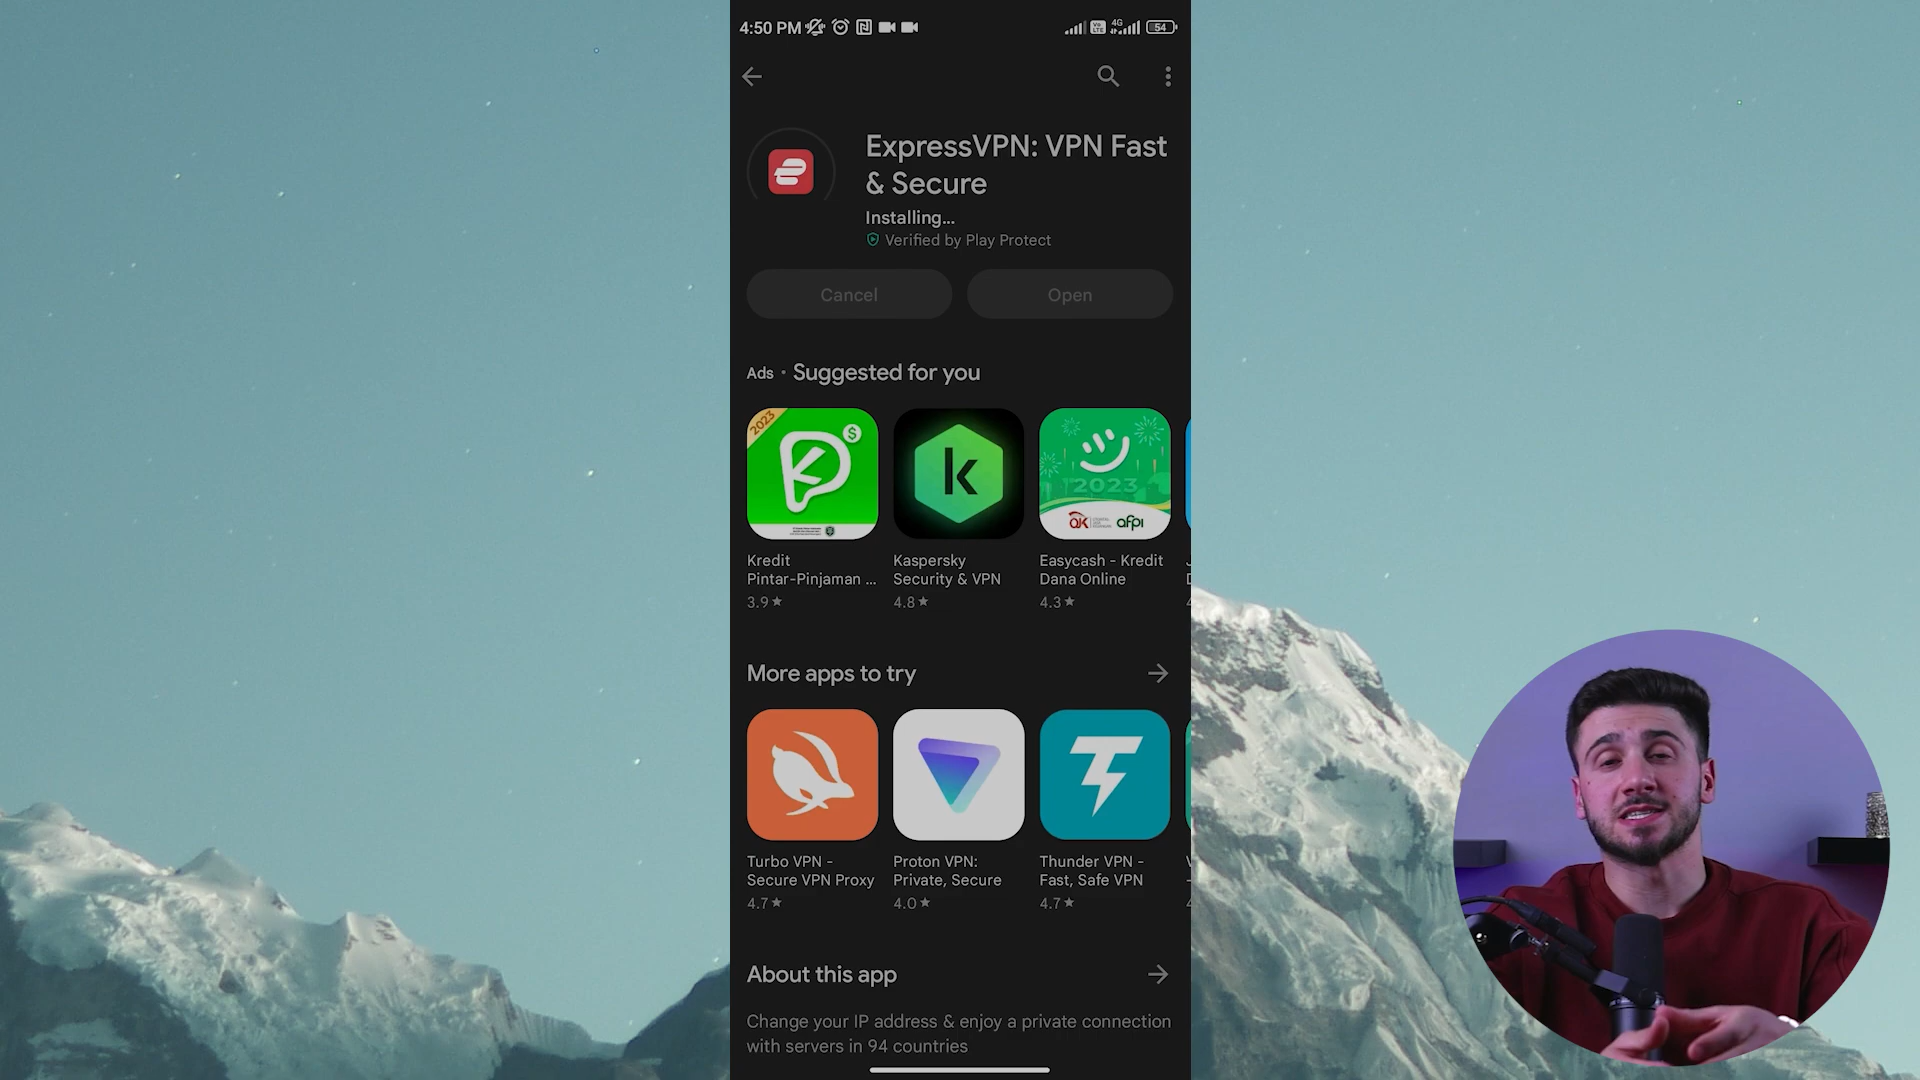 4:50 PM
Vo
LTE
4G
54
ExpressVPN: VPN Fast
& Secure
Installing...
Verified by Play Protect
Cancel
Open
Ads • Suggested for you
2023
$
k
2023
afpi
Kredit
Pintar-Pinjaman ...
3.9★
Kaspersky
Security & VPN
4.8★
Easycash - Kredit
Dana Online
4.3★
More apps to try
Turbo VPN -
Secure VPN Proxy
4.7★
Proton VPN:
Private, Secure
4.0★
Thunder VPN -
Fast, Safe VPN
4.7★
About this app
Change your IP address & enjoy a private connection
with servers in 94 countries